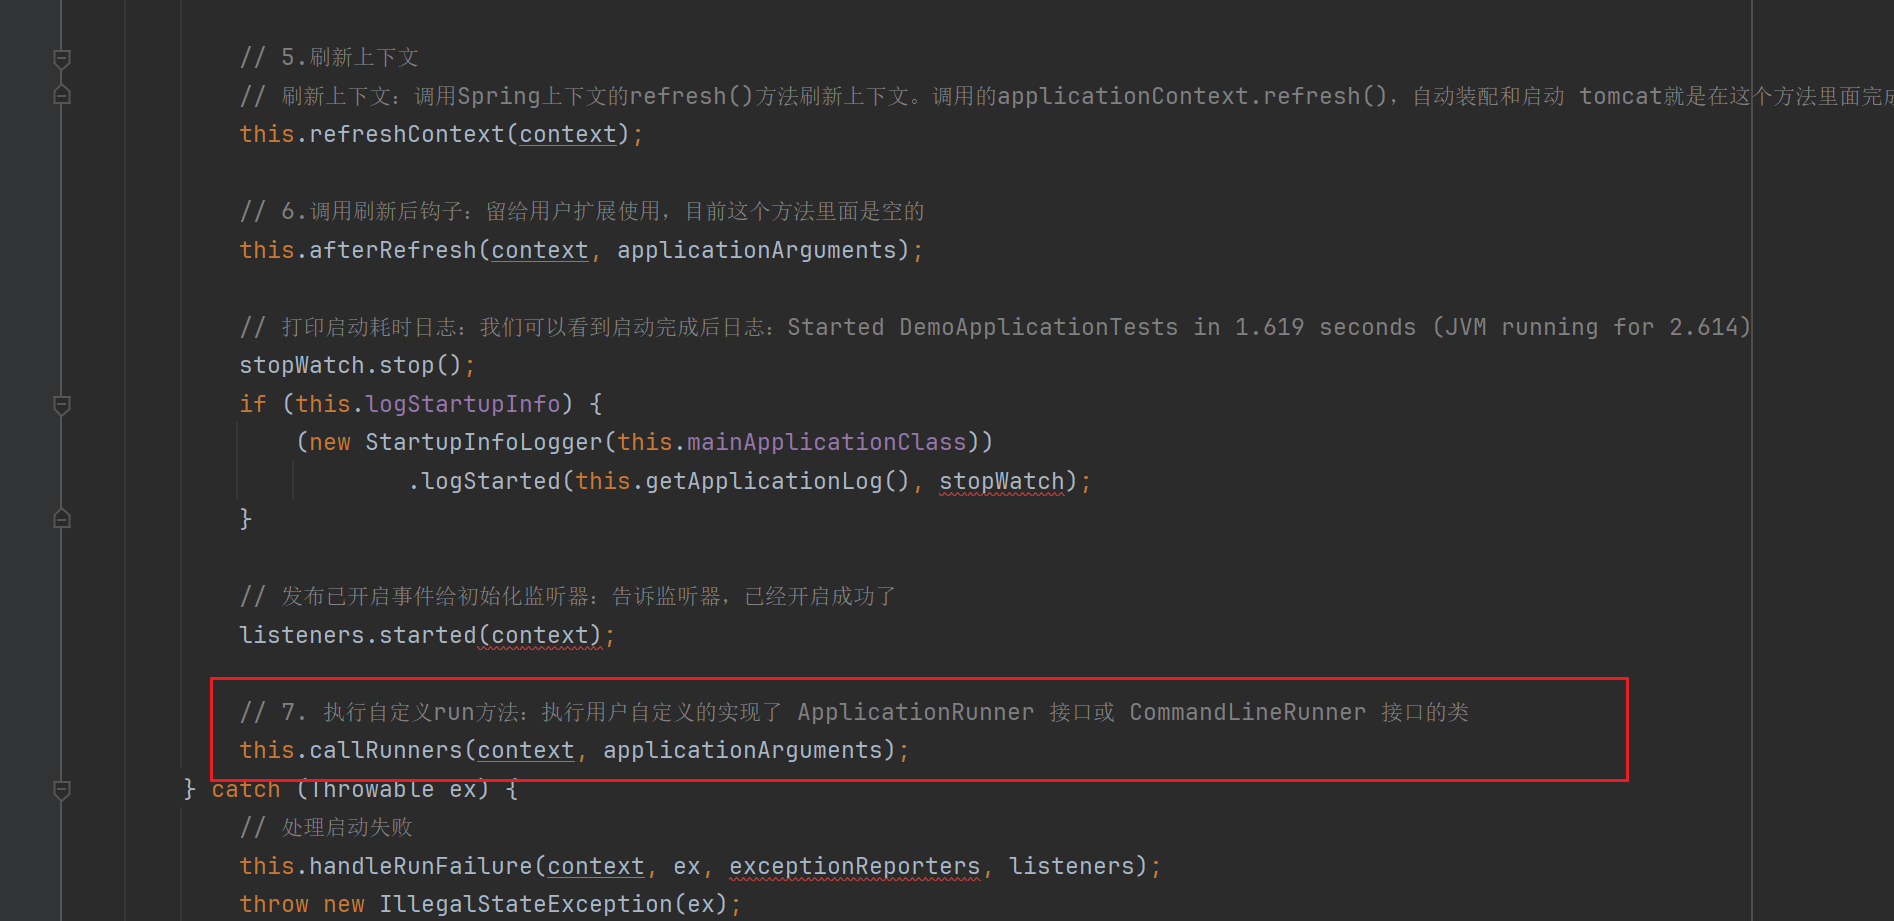 // 5.刷新上下文
// 刷新上下文：调用Spring上下文的refresh()方法刷新上下文。调用的applicationContext.refresh()，自动装配和启动 tomcat就是在这个方法里面完成
this.refreshContext(context);
// 6.调用刷新后钩子：留给用户扩展使用，目前这个方法里面是空的
this.afterRefresh(context, applicationArguments);
// 打印启动耗时日志：我们可以看到启动完成后日志：Started DemoApplicationTests in 1.619 seconds (JVM running for 2.614)
stopWatch.stop();
if (this.logStartupInfo) {
(new StartupInfoLogger(this.mainApplicationClass))
.logStarted(this.getApplicationLog(), stopWatch);
}
// 发布已开启事件给初始化监听器：告诉监听器，已经开启成功了
listeners.started(context);
// 7. 执行自定义run方法：执行用户自定义的实现了 ApplicationRunner 接口或 CommandLineRunner 接口的类
this.callRunners(context, applicationArguments);
} catch (Throwable ex) {
// 处理启动失败
this.handleRunFailure(context, ex, exceptionReporters, listeners);
throw new IllegalStateException(ex);